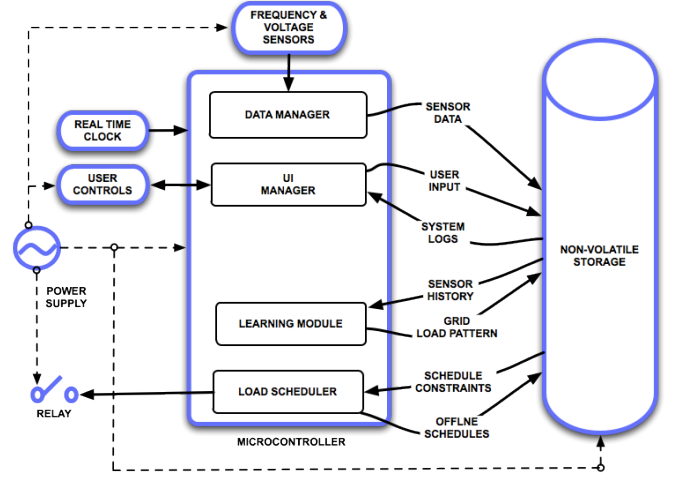 FREQUENCY &
VOLTAGE
SENSORS
DATA MANAGER
SENSOR
DATA
REAL TIME
CLOCK
USER
CONTROLS
UI
MANAGER
USER
INPUT
SYSTEM
LOGS
NON-VOLATILE
STORAGE
POWER
SUPPLY
SENSOR
HISTORY
LEARNING MODULE
GRID
LOAD PATTERN
SCHEDULE
CONSTRAINTS
LOAD SCHEDULER
RELAY
OFFLNE
SCHEDULES
MICROCONTROLLER